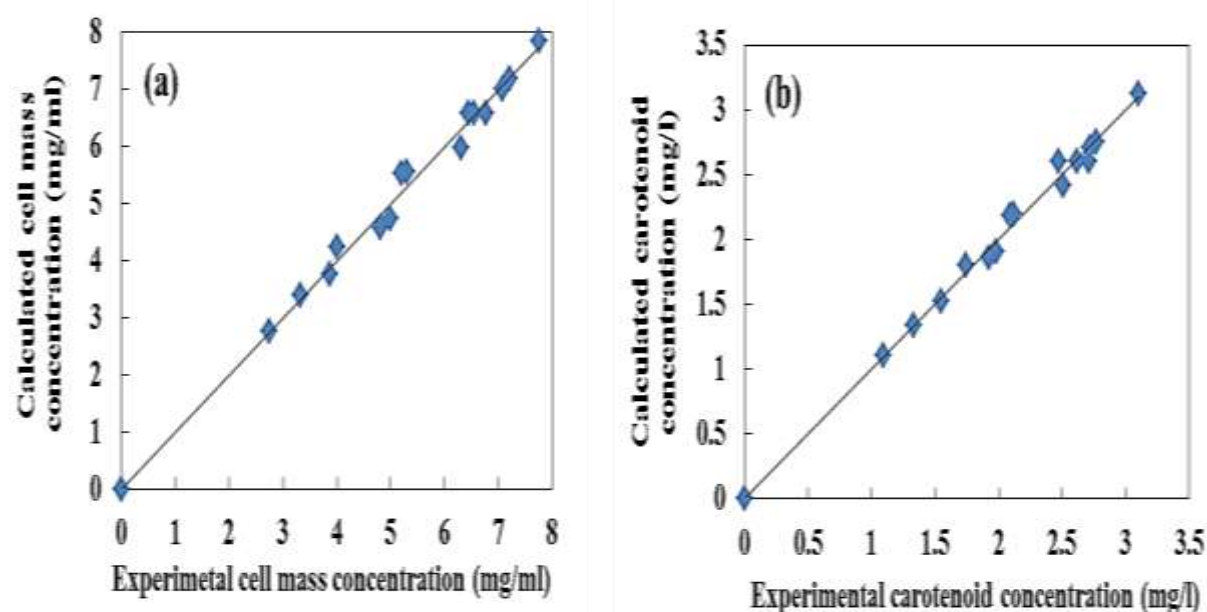 (a)
Calculated cell mass
concentration (mg/ml)
8
7
6
5
4
3
2
1
0
0 1 2 3 4 5 6 7 8
Experimetal cell mass concentration (mg/ml)
(b)
Calculated carotenoid
concentration (mg/l)
3.5
3
2.5
2
1.5
1
0.5
0
0 0.5 1 1.5 2 2.5 3 3.5
Experimental carotenoid concentration (mg/l)